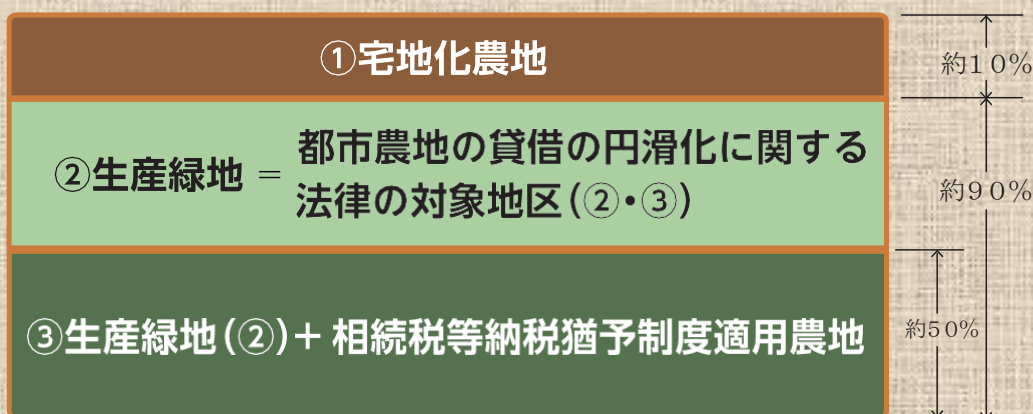 ①宅地化農地
約10%
②生産緑地 = 都市農地の貸借の円滑化に関する
法律の対象地区(②・③)
約90%
③生産緑地(②)+相続税等納税猶予制度適用農地
約50%